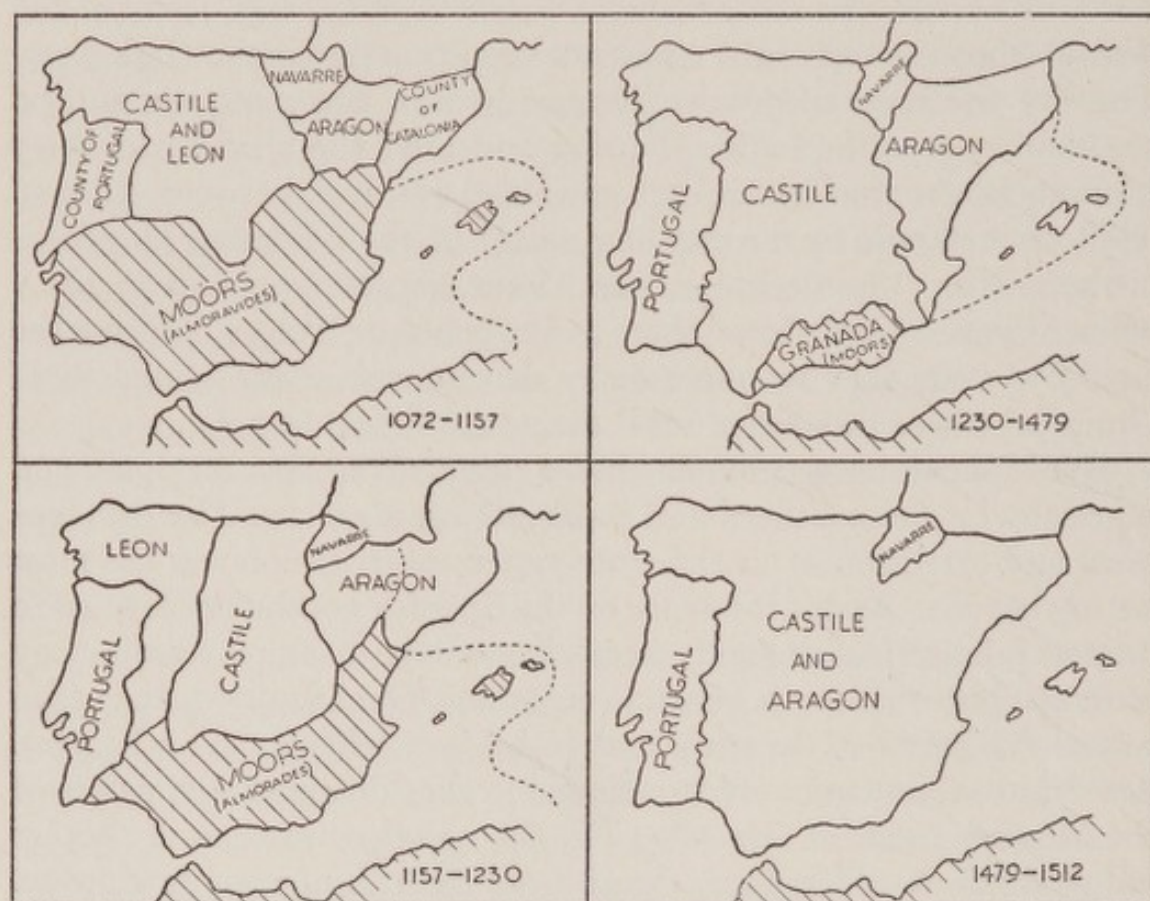 NAVARRE
COUNTY
OF
CATALONIA
CASTILE
AND
LEON
ARAGON
COUNTY OF
PORTUGAL
MOORS
(ALMORAVIDES)
1072-1157
NAVARRE
ARAGON
CASTILE
PORTUGAL
GRANADA
(MOORS)
1230-1479
LEON
NAVARRE
ARAGON
CASTILE
PORTUGAL
MOORS
(ALMORADES)
1157-1230
NAVARRE
CASTILE
AND
ARAGON
PORTUGAL
1479-1512